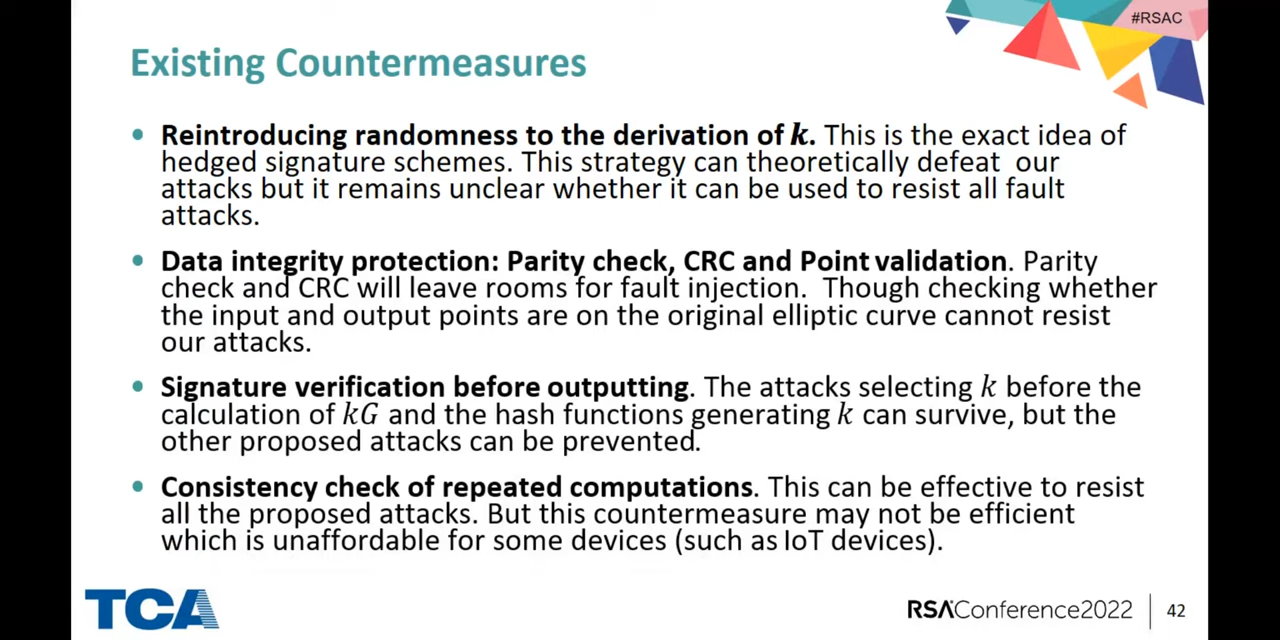 #RSAC
Existing Countermeasures
• Reintroducing randomness to the derivation of k. This is the exact idea of
hedged signature schemes. This strategy can theoretically defeat our
attacks but it remains unclear whether it can be used to resist all fault
attacks.
• Data integrity protection: Parity check, CRC and Point validation. Parity
check and CRC will leave rooms for fault injection. Though checking whether
the input and output points are on the original elliptic curve cannot resist
our attacks.
• Signature verification before outputting. The attacks selecting k before the
calculation of kG and the hash functions generating k can survive, but the
other proposed attacks can be prevented.
• Consistency check of repeated computations. This can be effective to resist
all the proposed attacks. But this countermeasure may not be efficient
which is unaffordable for some devices (such as IoT devices).
TCA
RSAConference2022
42